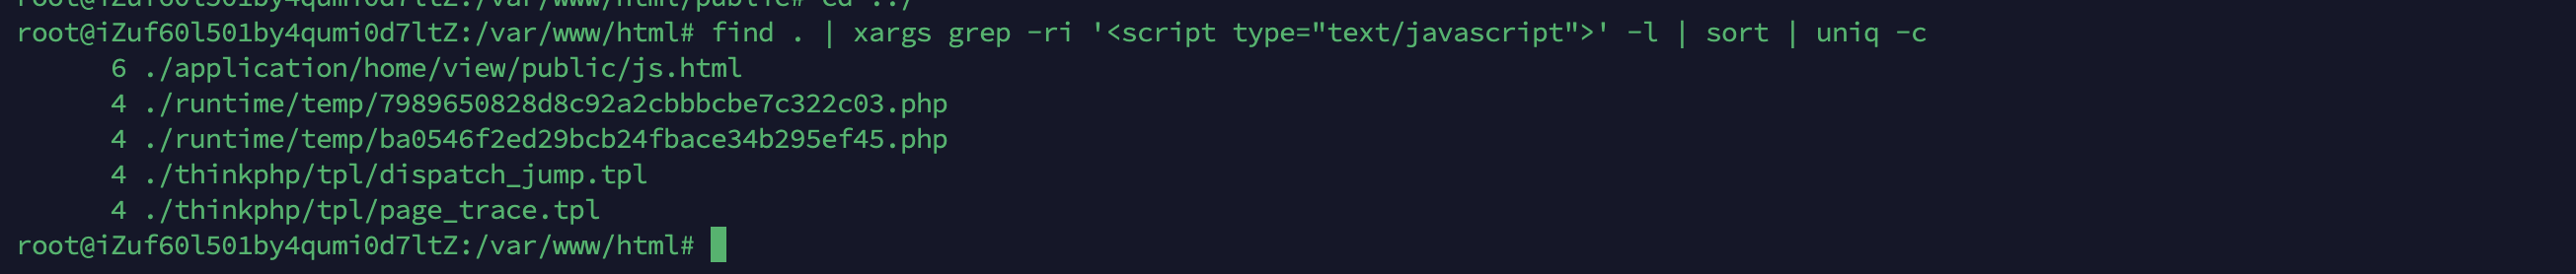 root@iZuf60l501by4qumi0d7ltZ:/var/www/html/public# cd ../
root@iZuf60l501by4qumi0d7ltZ:/var/www/html# find . | xargs grep -ri '<script type="text/javascript">' -l | sort | uniq -c
      6 ./application/home/view/public/js.html
      4 ./runtime/temp/7989650828d8c92a2cbbbcbe7c322c03.php
      4 ./runtime/temp/ba0546f2ed29bcb24fbace34b295ef45.php
      4 ./thinkphp/tpl/dispatch_jump.tpl
      4 ./thinkphp/tpl/page_trace.tpl
root@iZuf60l501by4qumi0d7ltZ:/var/www/html#